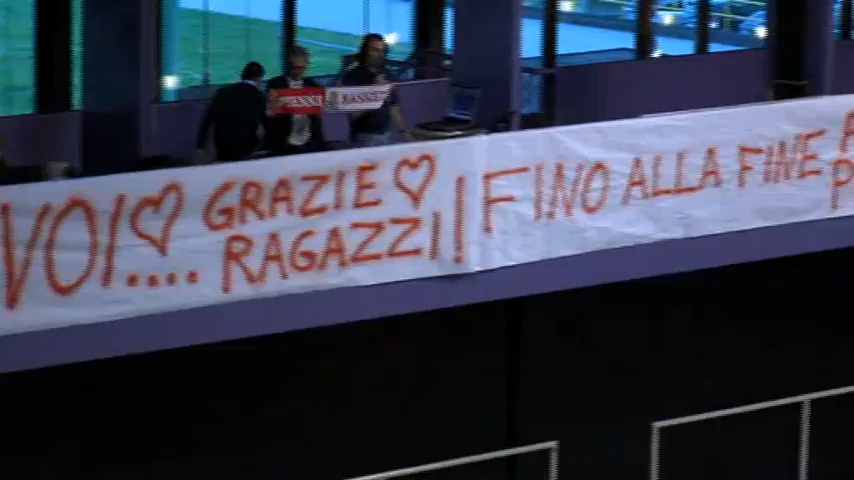 VOI♡ GRAZIE♡
.... RAGAZZI!
FINO ALLA FINE